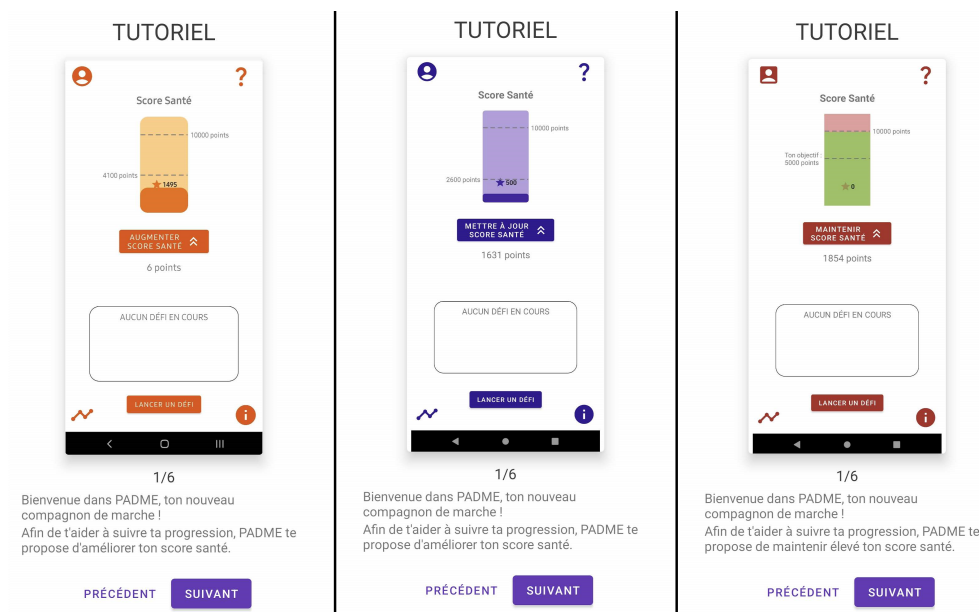 TUTORIEL
?
Score Santé
10000 points
4100 points
1495
AUGMENTER
SCORE SANTÉ
6 points
AUCUN DÉFI EN COURS
LANCER UN DÉFI
i
1/6
Bienvenue dans PADME, ton nouveau
compagnon de marche !
Afin de t'aider à suivre ta progression, PADME te
propose d'améliorer ton score santé.
PRÉCÉDENT
SUIVANT
TUTORIEL
?
Score Santé
10000 points
2600 points
500
METTRE À JOUR
SCORE SANTÉ
1631 points
AUCUN DÉFI EN COURS
LANCER UN DÉFI
i
1/6
Bienvenue dans PADME, ton nouveau
compagnon de marche !
Afin de t'aider à suivre ta progression, PADME te
propose d'améliorer ton score santé.
PRÉCÉDENT
SUIVANT
TUTORIEL
?
Score Santé
10000 points
Ton objectif
5000 points
0
MAINTENIR
SCORE SANTÉ
1854 points
AUCUN DÉFI EN COURS
LANCER UN DÉFI
i
1/6
Bienvenue dans PADME, ton nouveau
compagnon de marche !
Afin de t'aider à suivre ta progression, PADME te
propose de maintenir élevé ton score santé.
PRÉCÉDENT
SUIVANT